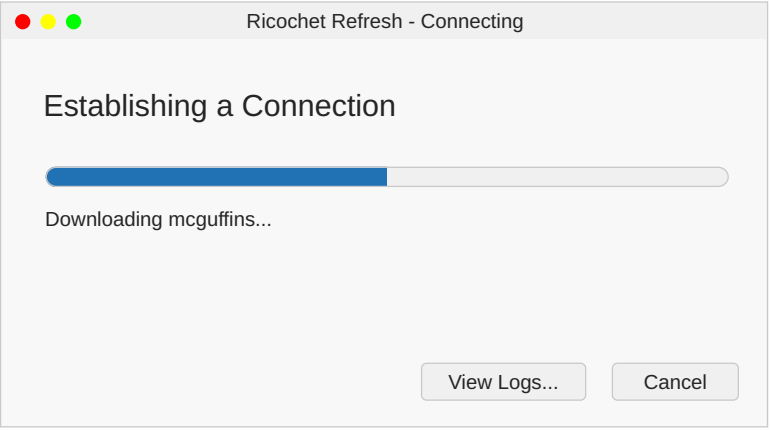 Ricochet Refresh - Connecting
Establishing a Connection
Downloading mcguffins...
View Logs...
Cancel